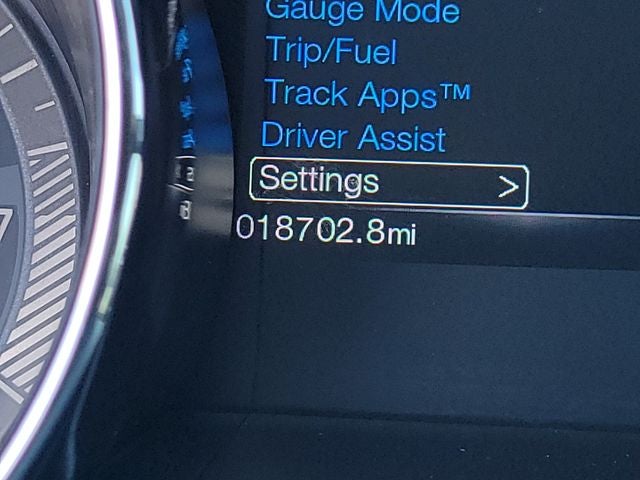 Gauge Mode
Trip/Fuel
Track Apps™
Driver Assist
Settings >
018702.8mi